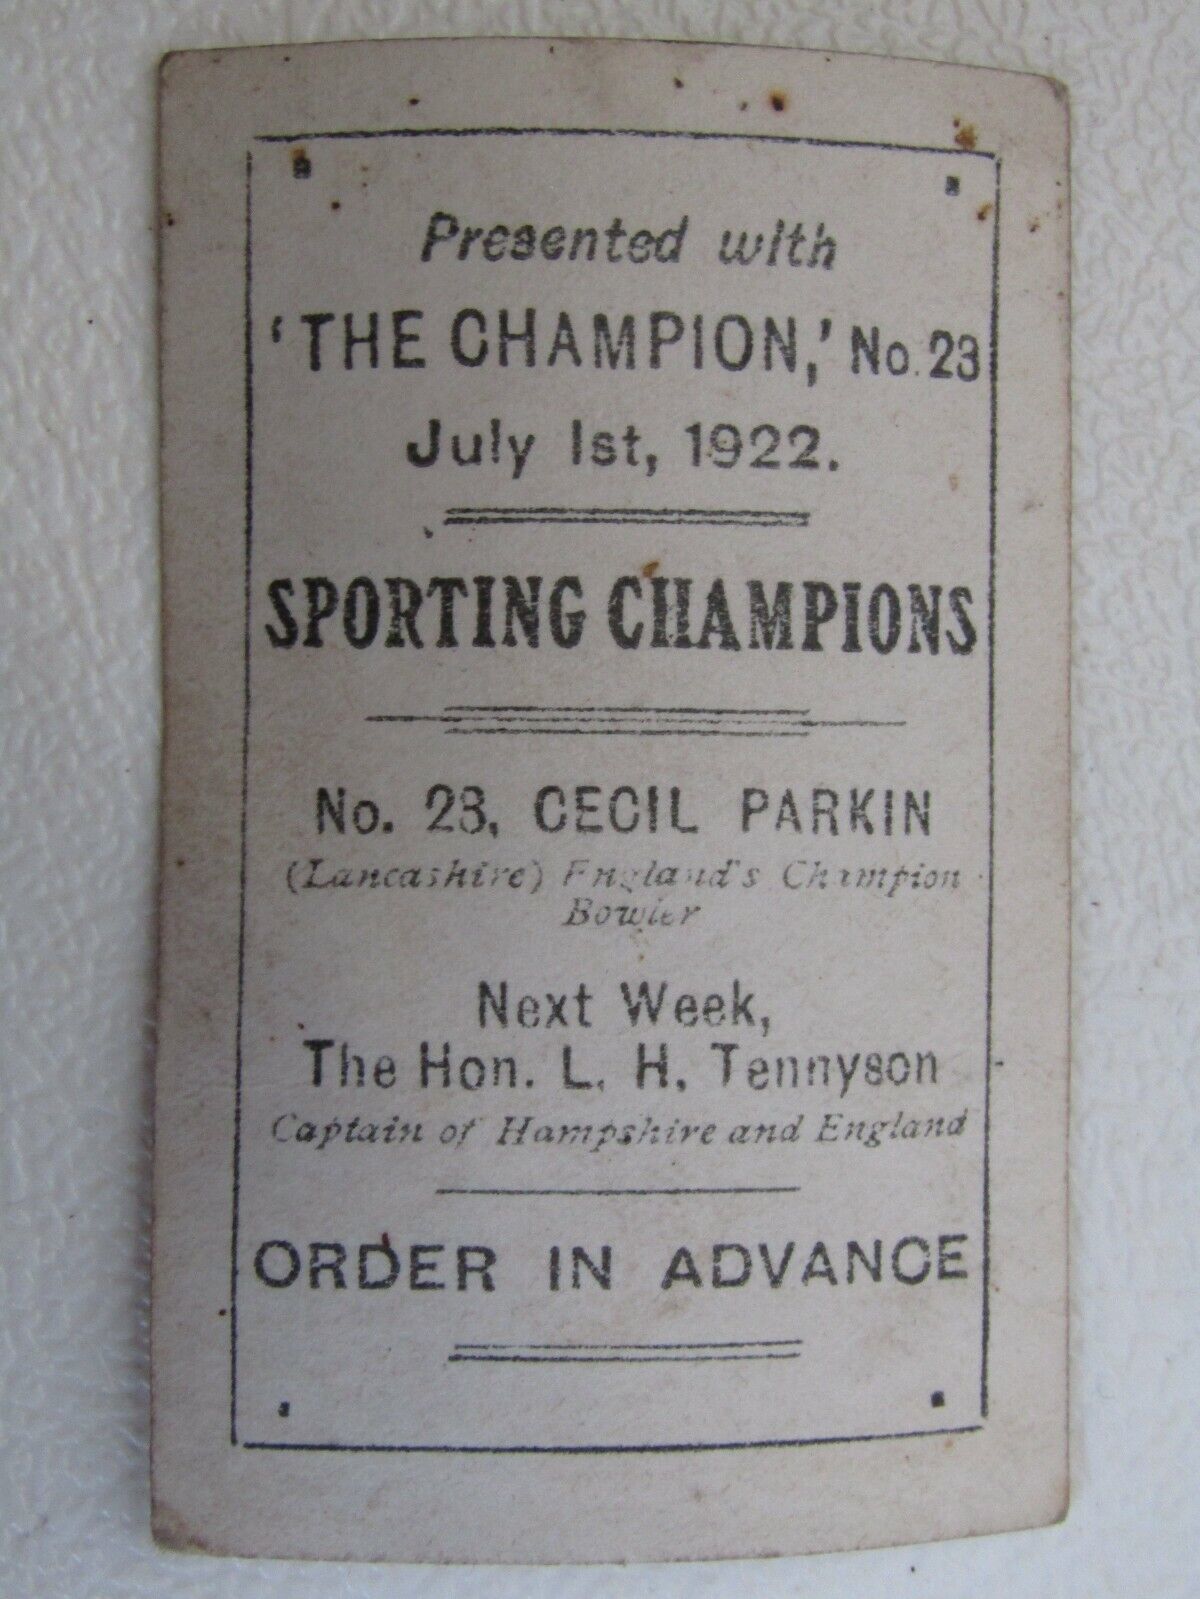 Presented with
'THE CHAMPION,' No. 23
July 1st, 1922.
SPORTING CHAMPIONS
No. 23, CECIL PARKIN
(Lancashire) England's Champion
Bowler
Next Week,
The Hon. L. H. Tennyson
Captain of Hampshire and England
ORDER IN ADVANCE